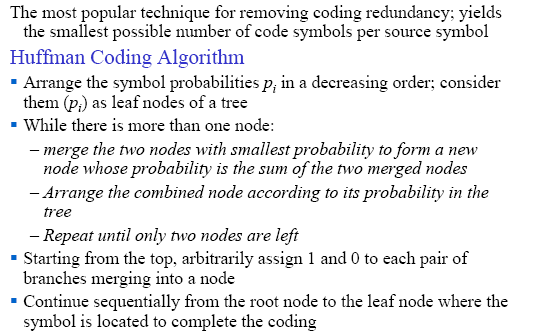 The most popular technique for removing coding redundancy; yields
the smallest possible number of code symbols per source symbol
Huffman Coding Algorithm
▪ Arrange the symbol probabilities pᵢ in a decreasing order; consider
them (pᵢ) as leaf nodes of a tree
▪ While there is more than one node:
– merge the two nodes with smallest probability to form a new
node whose probability is the sum of the two merged nodes
– Arrange the combined node according to its probability in the
tree
– Repeat until only two nodes are left
▪ Starting from the top, arbitrarily assign 1 and 0 to each pair of
branches merging into a node
▪ Continue sequentially from the root node to the leaf node where the
symbol is located to complete the coding